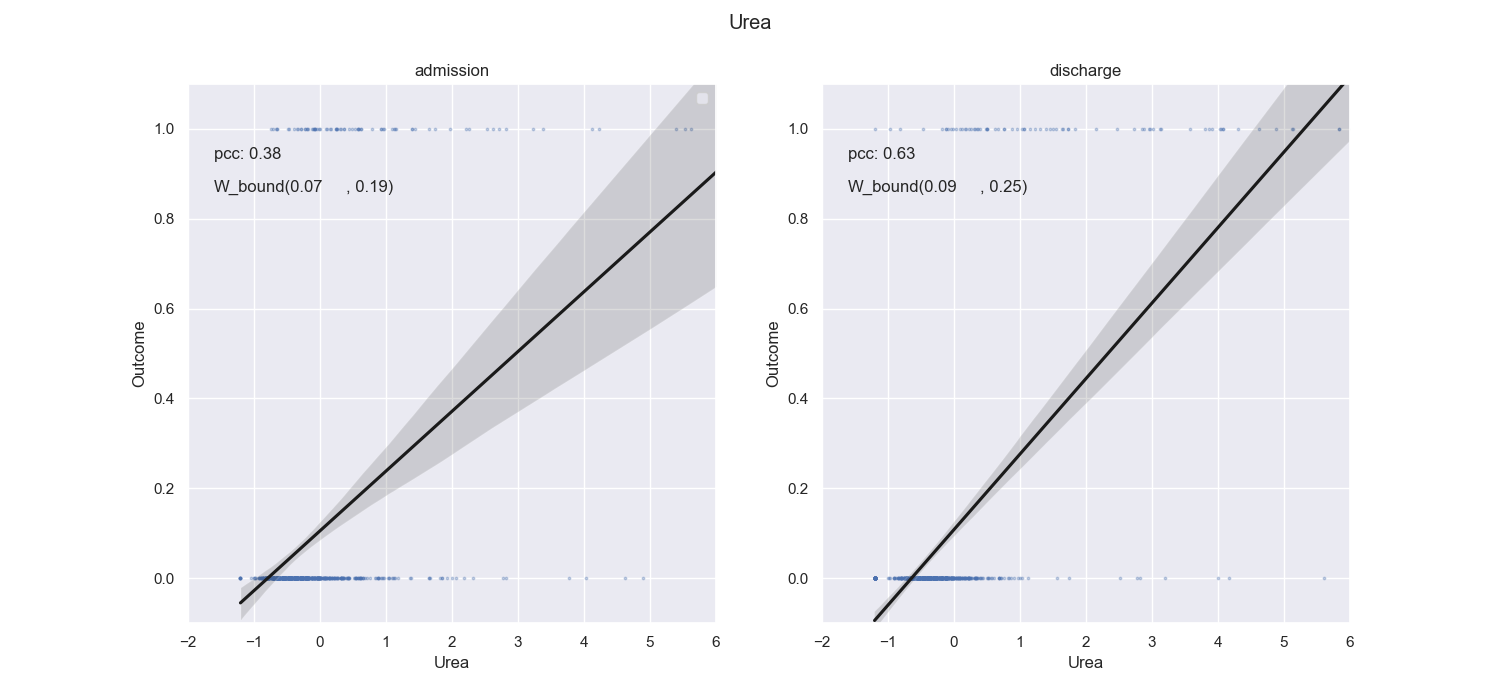 Urea
admission
1.0
0.8
0.6
0.4
0.2
0.0
Outcome
pcc: 0.38
W_bound(0.07 , 0.19)
−2 −1 0 1 2 3 4 5 6
Urea
discharge
1.0
0.8
0.6
0.4
0.2
0.0
Outcome
pcc: 0.63
W_bound(0.09 , 0.25)
−2 −1 0 1 2 3 4 5 6
Urea